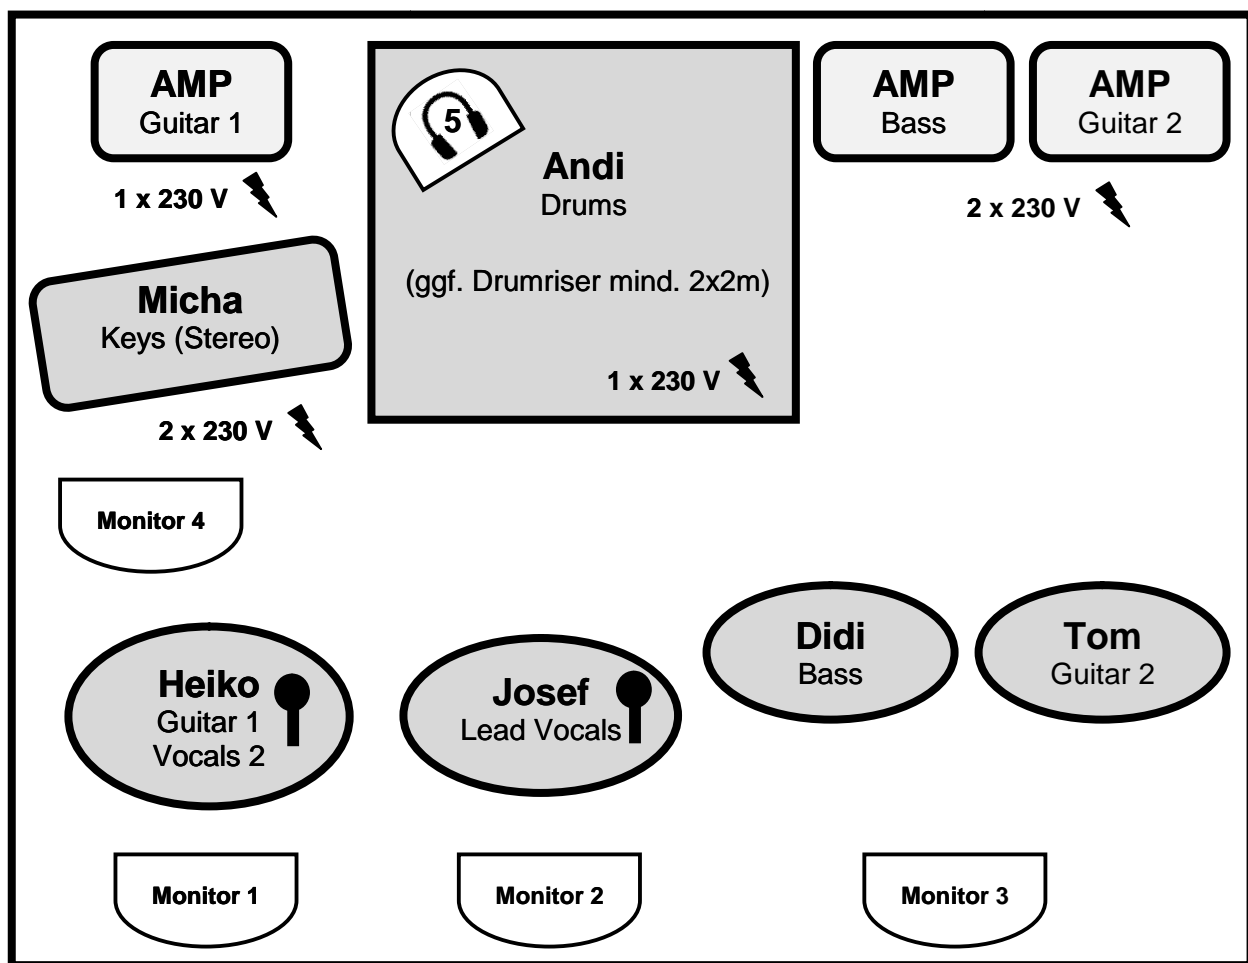 AMP
Guitar 1
1 x 230 V
5
Andi
Drums
(ggf. Drumriser mind. 2x2m)
1 x 230 V
AMP
Bass
AMP
Guitar 2
2 x 230 V
Micha
Keys (Stereo)
2 x 230 V
Monitor 4
Heiko
Guitar 1
Vocals 2
Josef
Lead Vocals
Didi
Bass
Tom
Guitar 2
Monitor 1
Monitor 2
Monitor 3